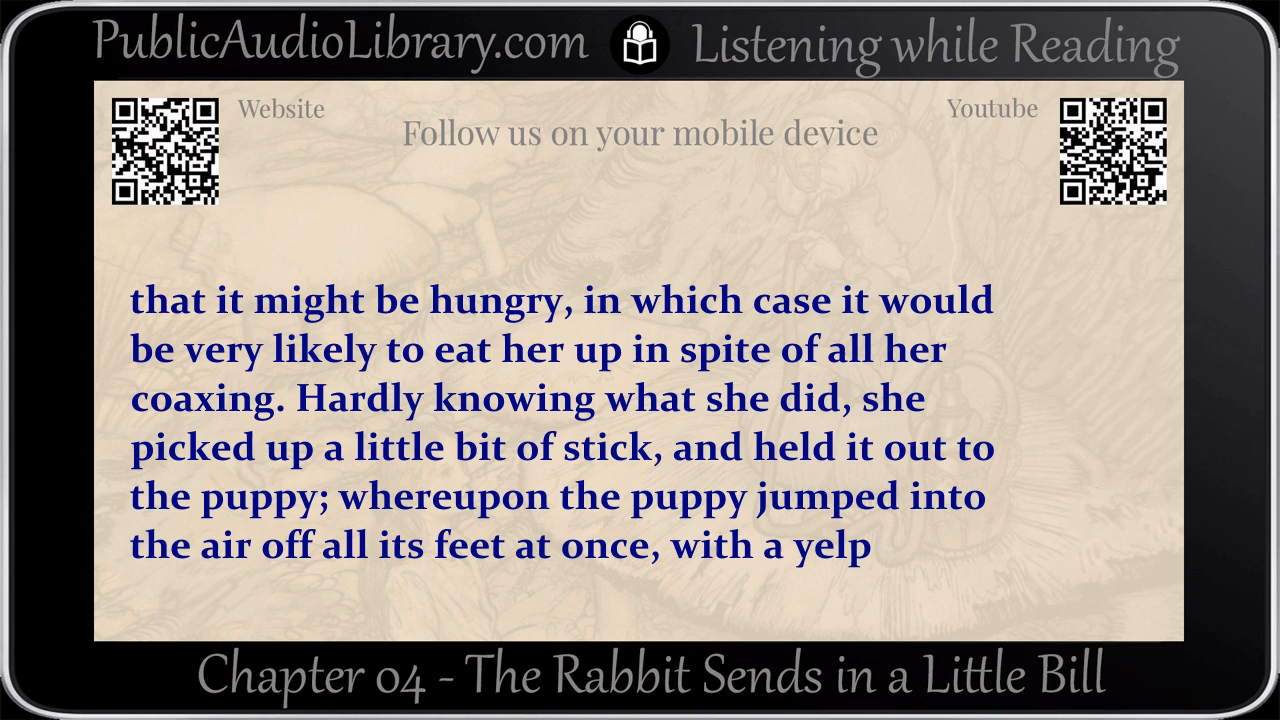 PublicAudioLibrary.com Listening while Reading
Website
Youtube
Follow us on your mobile device
that it might be hungry, in which case it would
be very likely to eat her up in spite of all her
coaxing. Hardly knowing what she did, she
picked up a little bit of stick, and held it out to
the puppy; whereupon the puppy jumped into
the air off all its feet at once, with a yelp
Chapter 04 - The Rabbit Sends in a Little Bill